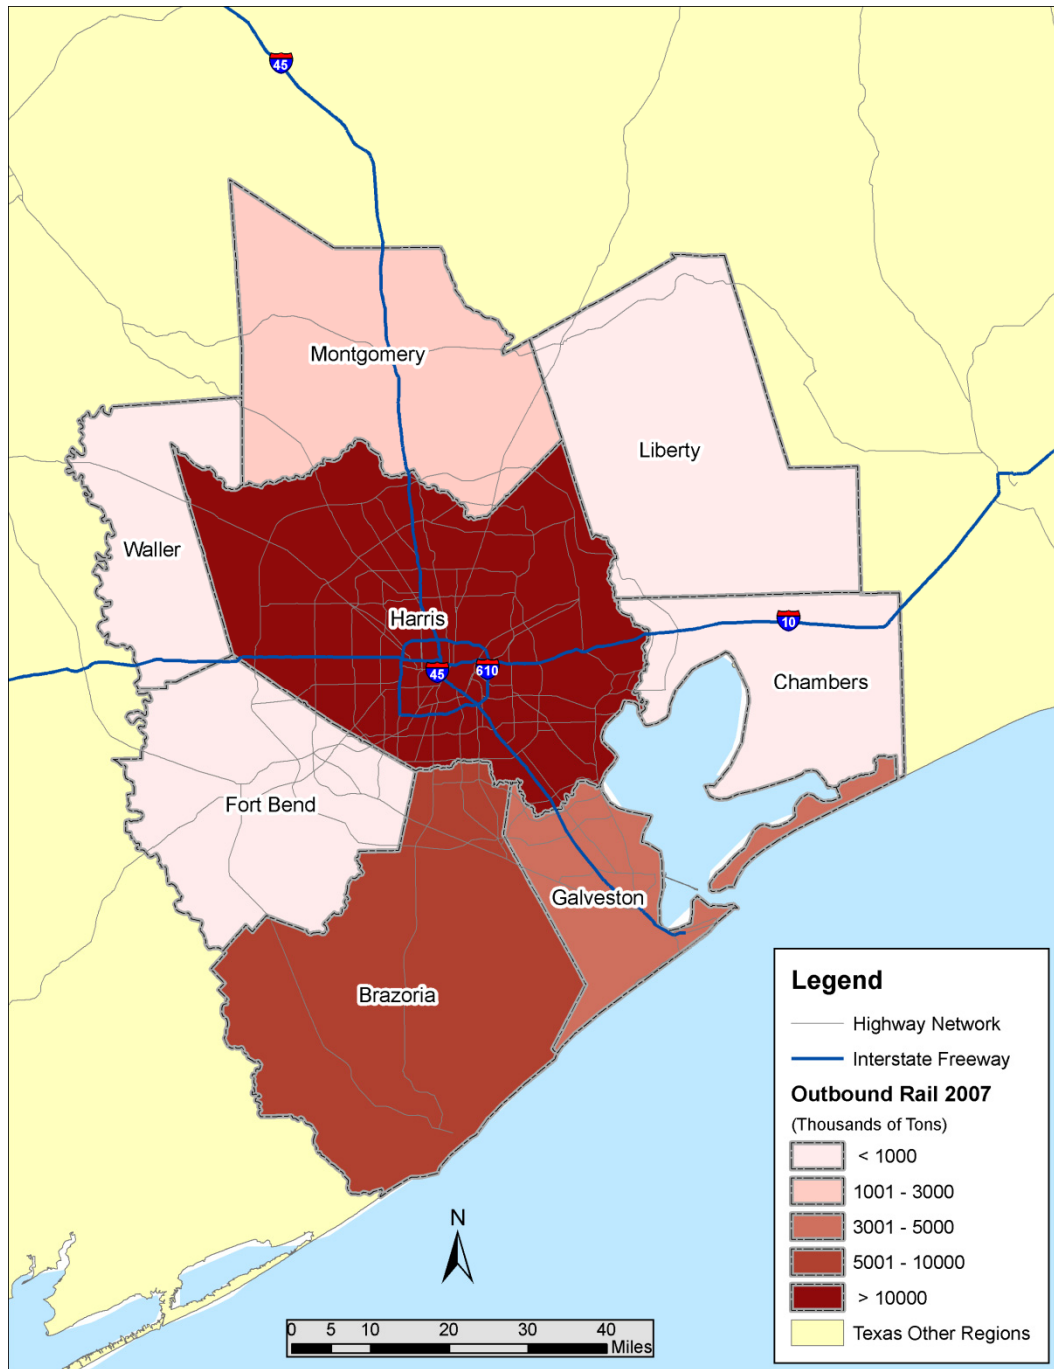 45
Montgomery
Liberty
Waller
Harris
10
45
610
Chambers
Fort Bend
Galveston
Brazoria
Legend
Highway Network
Interstate Freeway
Outbound Rail 2007
(Thousands of Tons)
< 1000
1001 - 3000
3001 - 5000
5001 - 10000
> 10000
Texas Other Regions
N
0 5 10 20 30 40
Miles